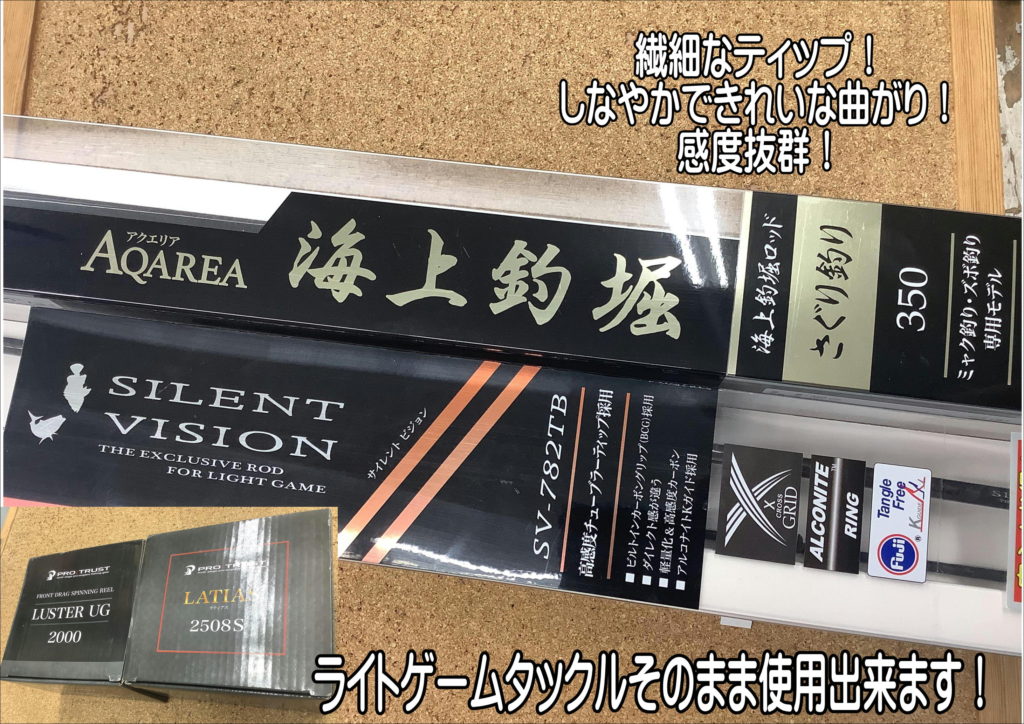 繊細なティップ！
しなやかできれいな曲がり！
感度抜群！
アクエリア
AQAREA
海上釣堀
海上釣堀ロッド
さぐり釣り
350
ミャク釣り・ズボ釣り
専用モデル
SILENT
VISION
THE EXCLUSIVE ROD
FOR LIGHT GAME
サイレント ビジョン
SV-782TB
高感度チューブラーティップ採用
■ビルトインカーボングリップ(BCG)採用
■ダイレクト感が違う
■軽量化&高感度カーボン
■アルコナイトKガイド採用
X
CROSS
GRID
ALCONITE™
RING
Tangle
Free
Fuji®
PRO TRUST
FRONT DRAG SPINNING REEL
LUSTER UG
2000
PRO TRUST
LATIAS
ラティアス
2508S
ライトゲームタックルそのまま使用出来ます！